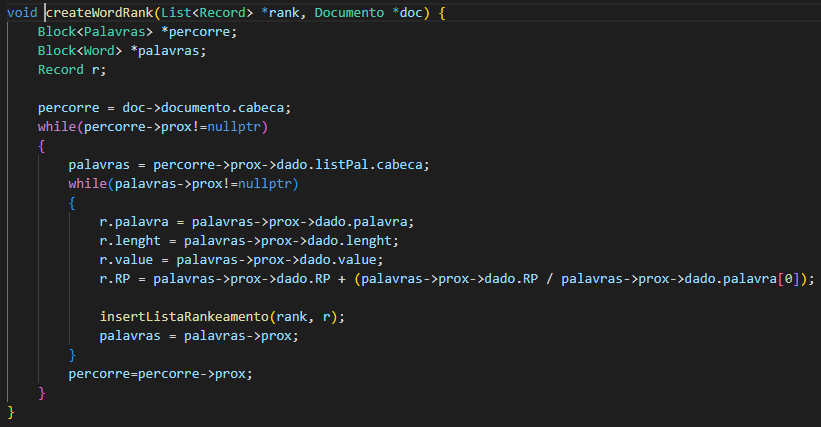 void createWordRank(List<Record> *rank, Documento *doc) {
    Block<Palavras> *percorre;
    Block<Word> *palavras;
    Record r;

    percorre = doc->documento.cabeca;
    while(percorre->prox!=nullptr)
    {
        palavras = percorre->prox->dado.listPal.cabeca;
        while(palavras->prox!=nullptr)
        {
            r.palavra = palavras->prox->dado.palavra;
            r.lenght = palavras->prox->dado.lenght;
            r.value = palavras->prox->dado.value;
            r.RP = palavras->prox->dado.RP + (palavras->prox->dado.RP / palavras->prox->dado.palavra[0]);

            insertListaRankeamento(rank, r);
            palavras = palavras->prox;
        }
        percorre=percorre->prox;
    }
}